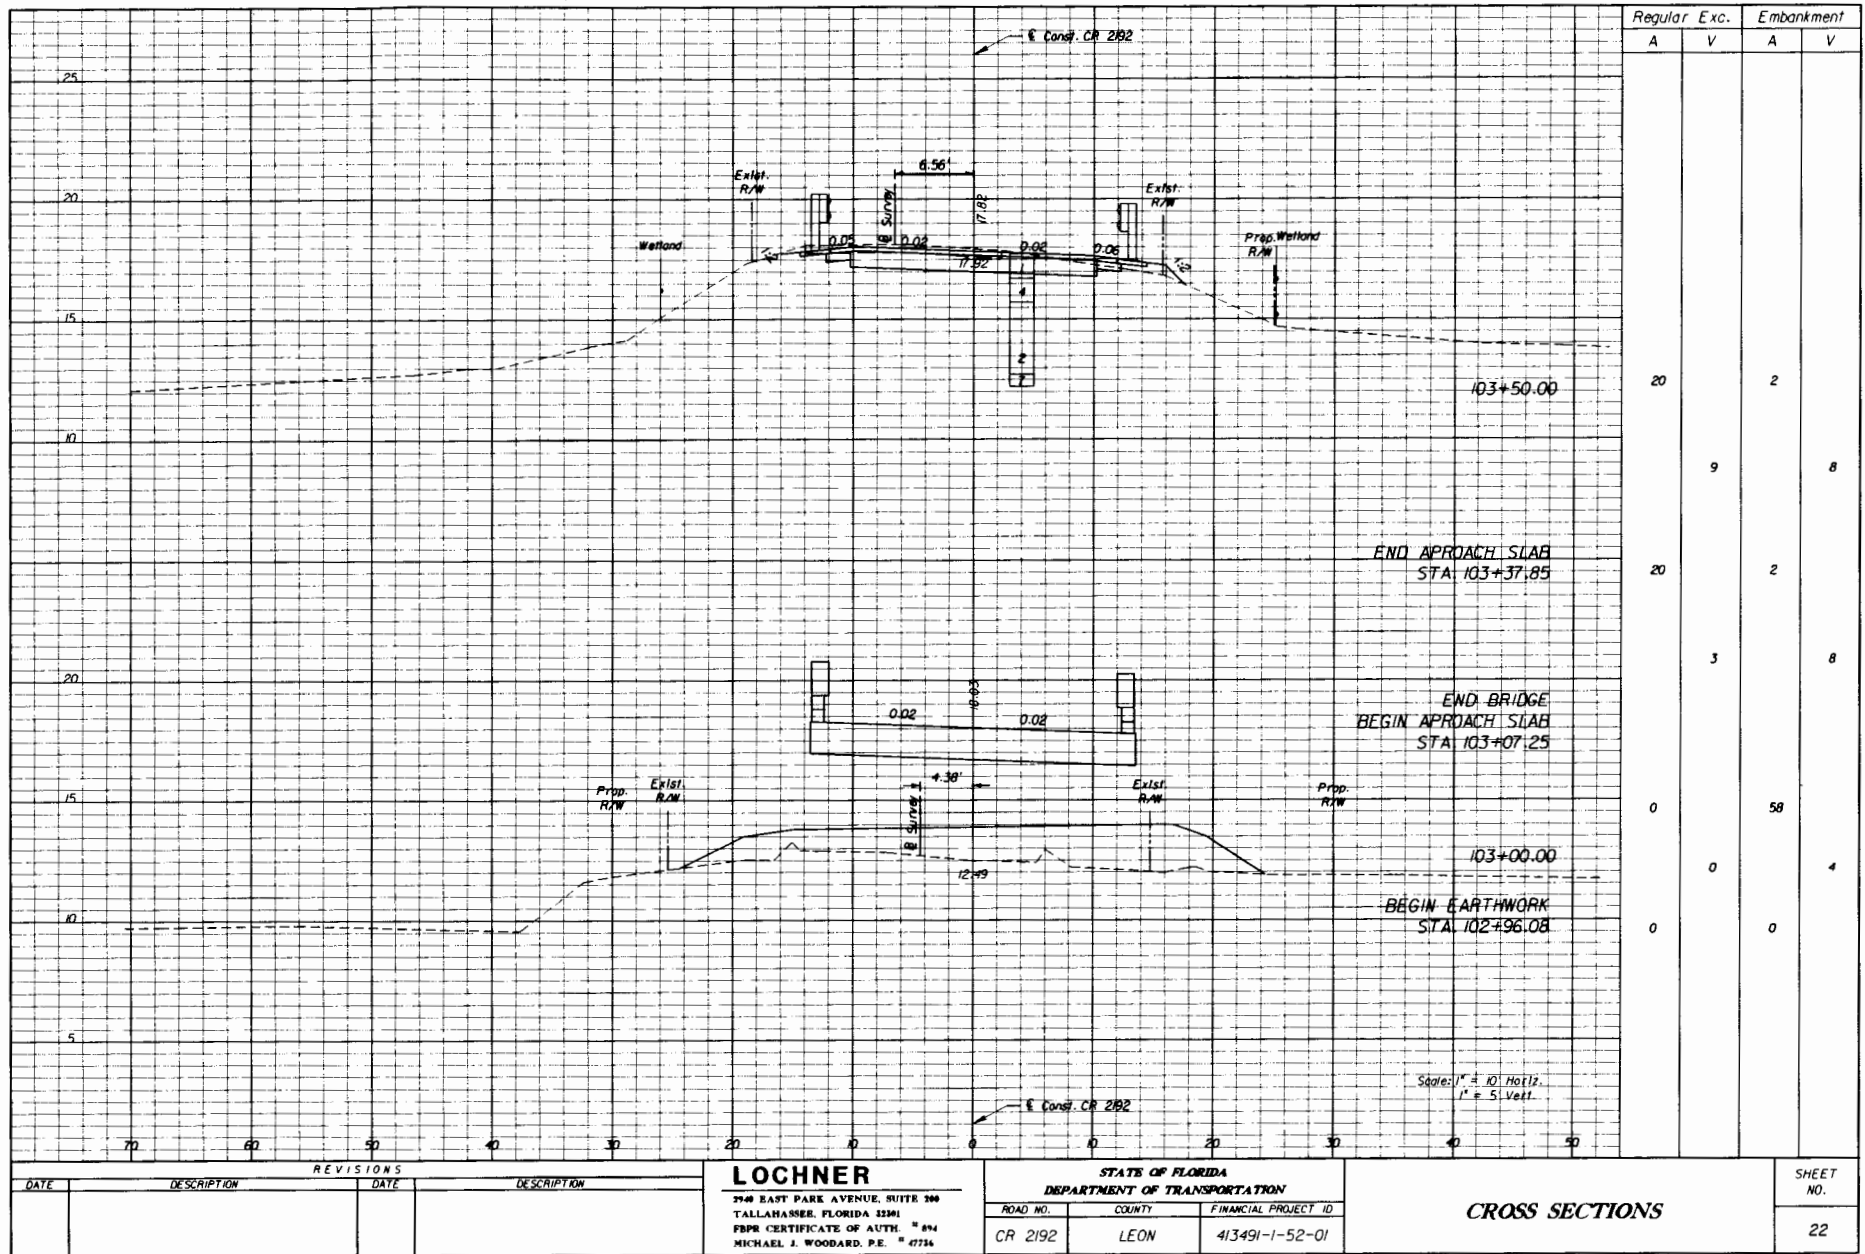 Regular Exc. Embankment
A V A V
℄ Const. CR 2192
25
6.56'
Exist.
R/W
Exist.
R/W
20
℄ Survey
17.82
Wetland
0.05 0.02 0.02 0.06
Prop. Wetland
R/W
1:2
17.92
4
15
2
7
103+50.00 20 2
10
9 8
END APROACH SLAB
STA. 103+37.85 20 2
3 8
20
END BRIDGE
BEGIN APROACH SLAB
STA. 103+07.25
0.02 0.02
4.38'
Prop.
R/W
Exist.
R/W
Exist.
R/W
Prop.
R/W
15
℄ Survey
0 58
103+00.00
12.49
0 4
BEGIN EARTHWORK
STA. 102+96.08 0 0
10
5
Scale: 1" = 10' Horiz.
1" = 5' Vert.
℄ Const. CR 2192
70 60 50 40 30 20 10 0 10 20 30 40 50
REVISIONS
DATE DESCRIPTION DATE DESCRIPTION
LOCHNER
2940 EAST PARK AVENUE, SUITE 200
TALLAHASSEE, FLORIDA 32301
FBPR CERTIFICATE OF AUTH. # 894
MICHAEL J. WOODARD, P.E. # 47736
STATE OF FLORIDA
DEPARTMENT OF TRANSPORTATION
ROAD NO. COUNTY FINANCIAL PROJECT ID
CR 2192 LEON 413491-1-52-01
CROSS SECTIONS
SHEET
NO.
22